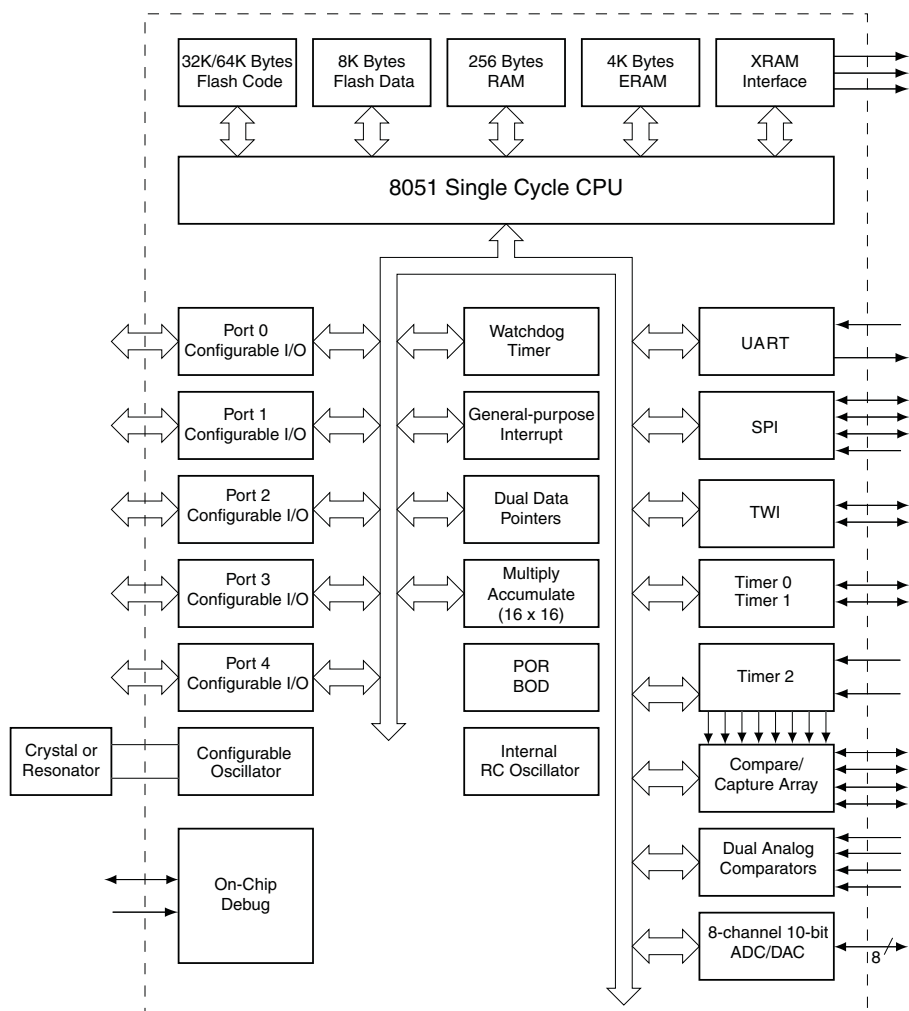 32K/64K Bytes
Flash Code
8K Bytes
Flash Data
256 Bytes
RAM
4K Bytes
ERAM
XRAM
Interface
8051 Single Cycle CPU
Port 0
Configurable I/O
Watchdog
Timer
UART
Port 1
Configurable I/O
General-purpose
Interrupt
SPI
Port 2
Configurable I/O
Dual Data
Pointers
TWI
Port 3
Configurable I/O
Multiply
Accumulate
(16 x 16)
Timer 0
Timer 1
Port 4
Configurable I/O
POR
BOD
Timer 2
Crystal or
Resonator
Configurable
Oscillator
Internal
RC Oscillator
Compare/
Capture Array
On-Chip
Debug
Dual Analog
Comparators
8-channel 10-bit
ADC/DAC
8